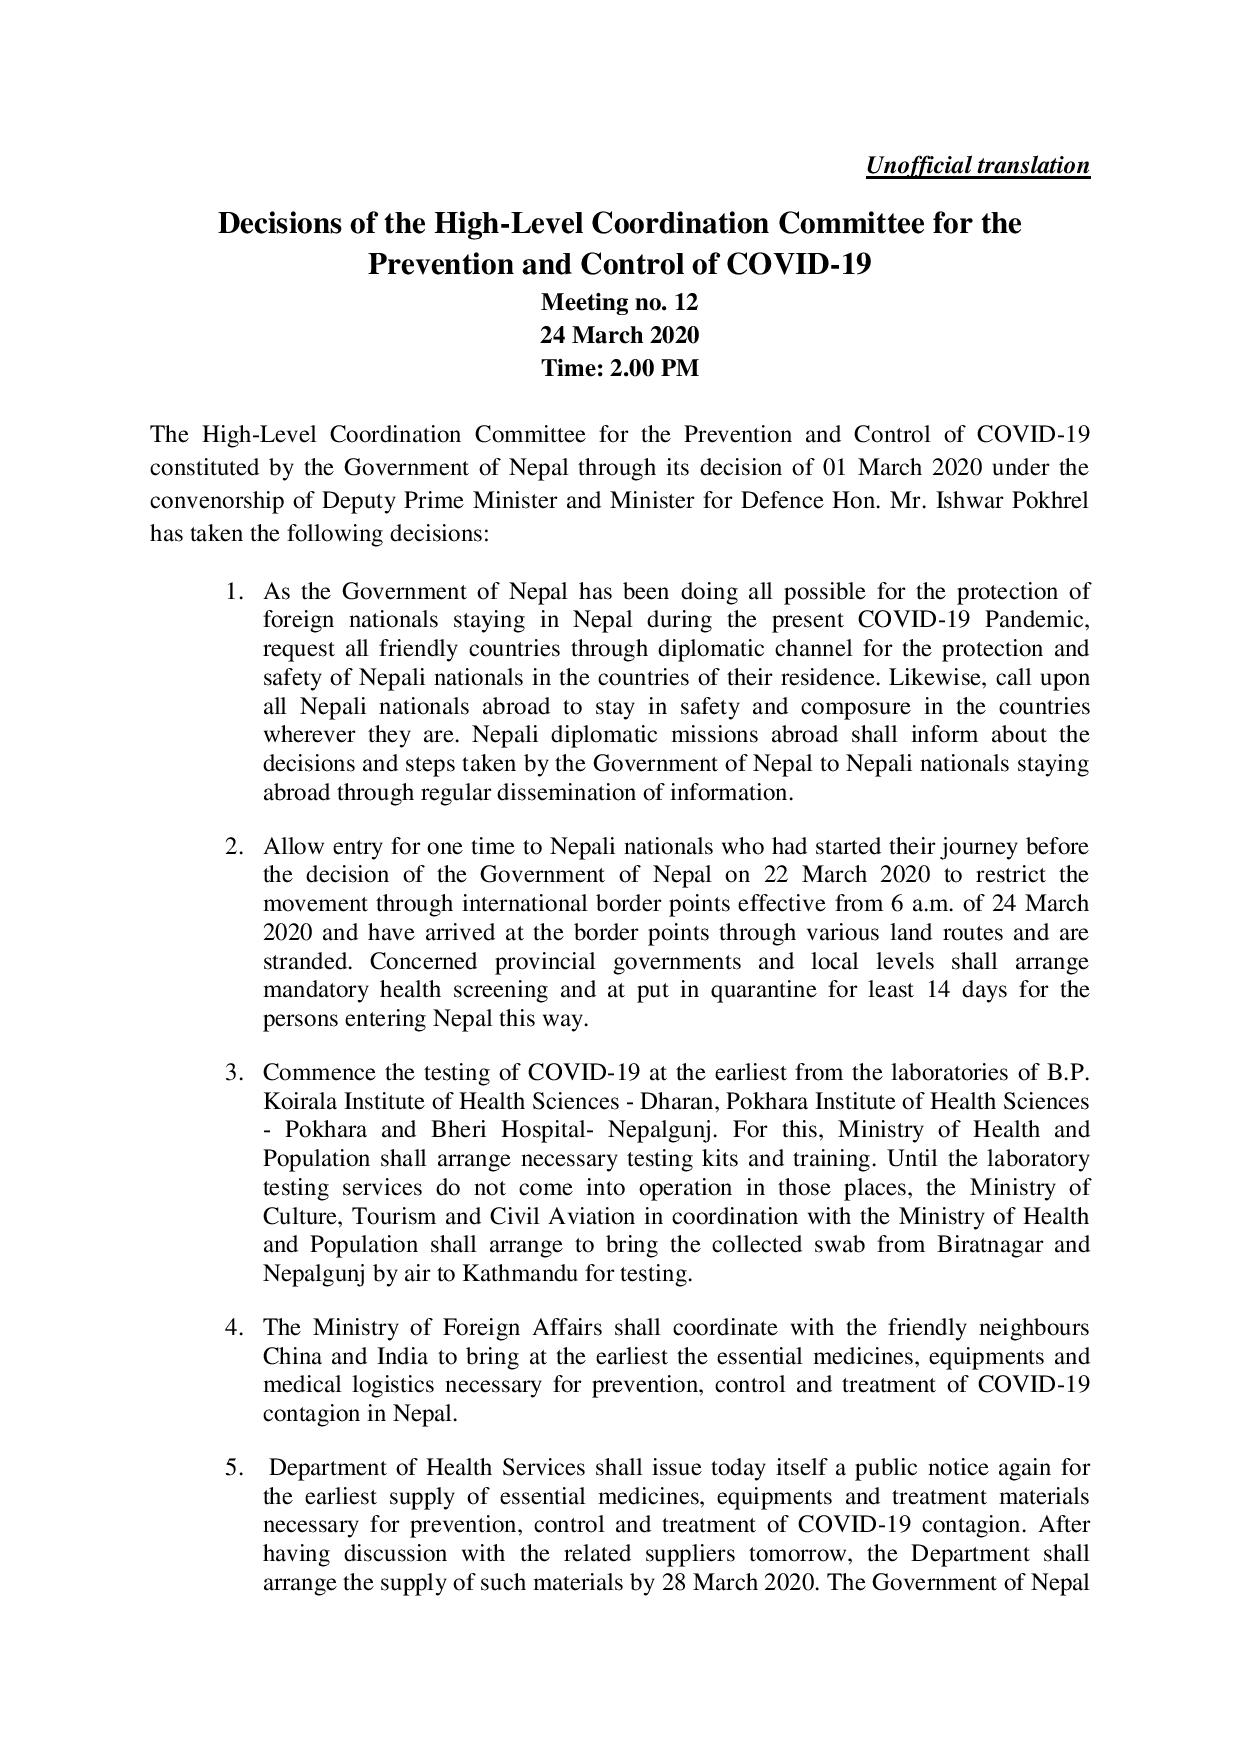 Unofficial translation
Decisions of the High-Level Coordination Committee for the
Prevention and Control of COVID-19
Meeting no. 12
24 March 2020
Time: 2.00 PM
The High-Level Coordination Committee for the Prevention and Control of COVID-19
constituted by the Government of Nepal through its decision of 01 March 2020 under the
convenorship of Deputy Prime Minister and Minister for Defence Hon. Mr. Ishwar Pokhrel
has taken the following decisions:
1. As the Government of Nepal has been doing all possible for the protection of
foreign nationals staying in Nepal during the present COVID-19 Pandemic,
request all friendly countries through diplomatic channel for the protection and
safety of Nepali nationals in the countries of their residence. Likewise, call upon
all Nepali nationals abroad to stay in safety and composure in the countries
wherever they are. Nepali diplomatic missions abroad shall inform about the
decisions and steps taken by the Government of Nepal to Nepali nationals staying
abroad through regular dissemination of information.
2. Allow entry for one time to Nepali nationals who had started their journey before
the decision of the Government of Nepal on 22 March 2020 to restrict the
movement through international border points effective from 6 a.m. of 24 March
2020 and have arrived at the border points through various land routes and are
stranded. Concerned provincial governments and local levels shall arrange
mandatory health screening and at put in quarantine for least 14 days for the
persons entering Nepal this way.
3. Commence the testing of COVID-19 at the earliest from the laboratories of B.P.
Koirala Institute of Health Sciences - Dharan, Pokhara Institute of Health Sciences
- Pokhara and Bheri Hospital- Nepalgunj. For this, Ministry of Health and
Population shall arrange necessary testing kits and training. Until the laboratory
testing services do not come into operation in those places, the Ministry of
Culture, Tourism and Civil Aviation in coordination with the Ministry of Health
and Population shall arrange to bring the collected swab from Biratnagar and
Nepalgunj by air to Kathmandu for testing.
4. The Ministry of Foreign Affairs shall coordinate with the friendly neighbours
China and India to bring at the earliest the essential medicines, equipments and
medical logistics necessary for prevention, control and treatment of COVID-19
contagion in Nepal.
5. Department of Health Services shall issue today itself a public notice again for
the earliest supply of essential medicines, equipments and treatment materials
necessary for prevention, control and treatment of COVID-19 contagion. After
having discussion with the related suppliers tomorrow, the Department shall
arrange the supply of such materials by 28 March 2020. The Government of Nepal